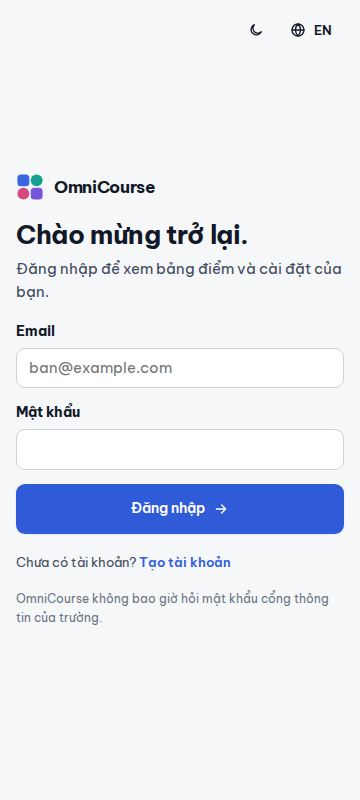 EN
OmniCourse
Chào mừng trở lại.
Đăng nhập để xem bảng điểm và cài đặt của
bạn.
Email
ban@example.com
Mật khẩu
Đăng nhập →
Chưa có tài khoản? Tạo tài khoản
OmniCourse không bao giờ hỏi mật khẩu cổng thông
tin của trường.